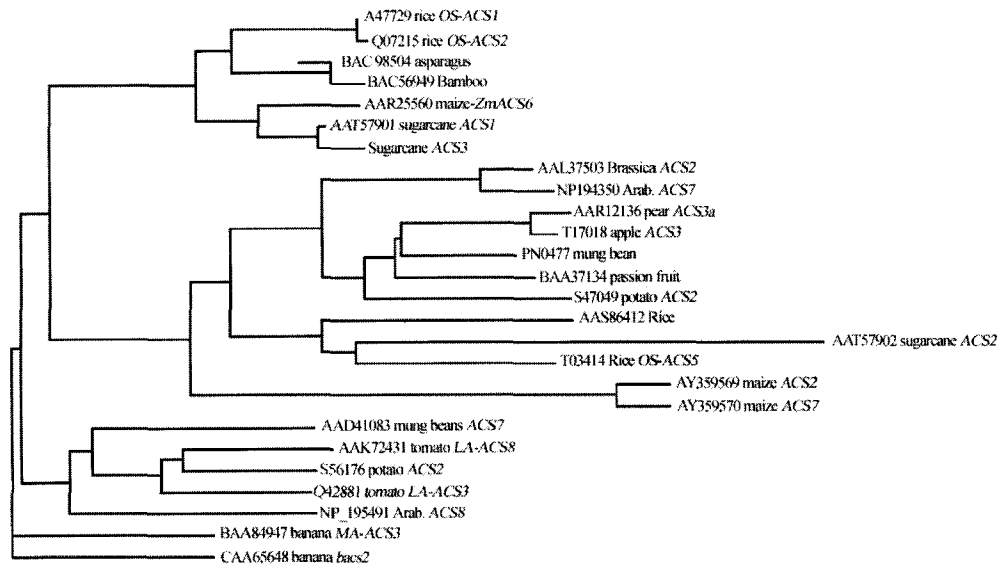 A47729 rice OS-ACS1
Q07215 rice OS-ACS2
BAC 98504 asparagus
BAC56949 Bamboo
AAR25560 maize-ZmACS6
AAT57901 sugarcane ACS1
Sugarcane ACS3
AAL37503 Brassica ACS2
NP194350 Arab. ACS7
AAR12136 pear ACS3a
T17018 apple ACS3
PN0477 mung bean
BAA37134 passion fruit
S47049 potato ACS2
AAS86412 Rice
AAT57902 sugarcane ACS2
T03414 Rice OS-ACS5
AY359569 maize ACS2
AY359570 maize ACS7
AAD41083 mung beans ACS7
AAK72431 tomato LA-ACS8
S56176 potato ACS2
Q42881 tomato LA-ACS3
NP_195491 Arab. ACS8
BAA84947 banana MA-ACS3
CAA65648 banana bacs2